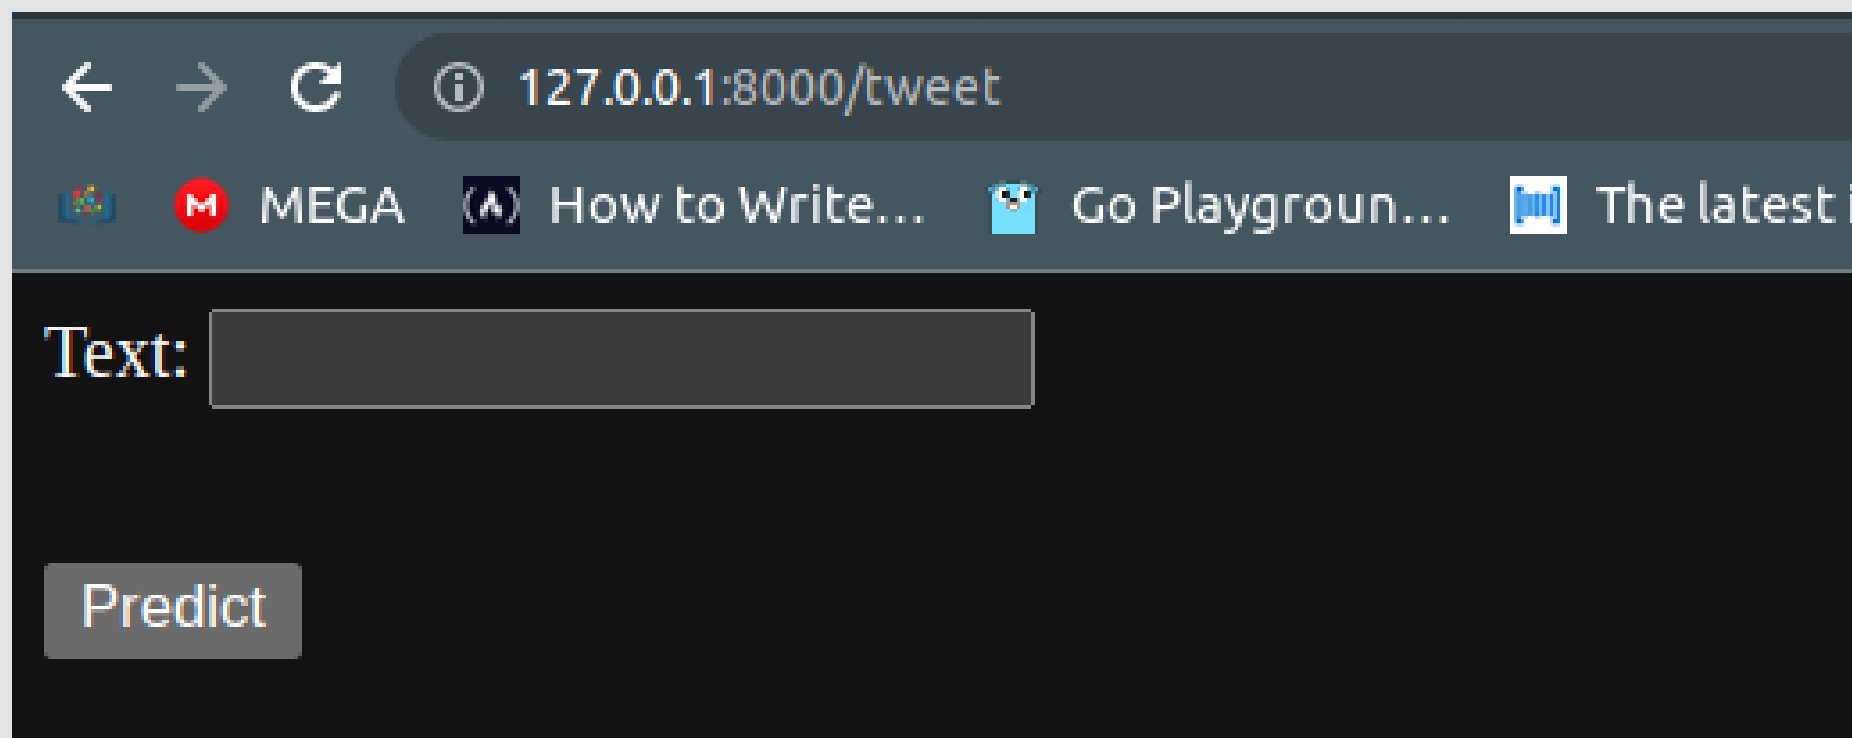 127.0.0.1:8000/tweet
MEGA (A) How to Write... Go Playgroun... The latest i
Text:
Predict